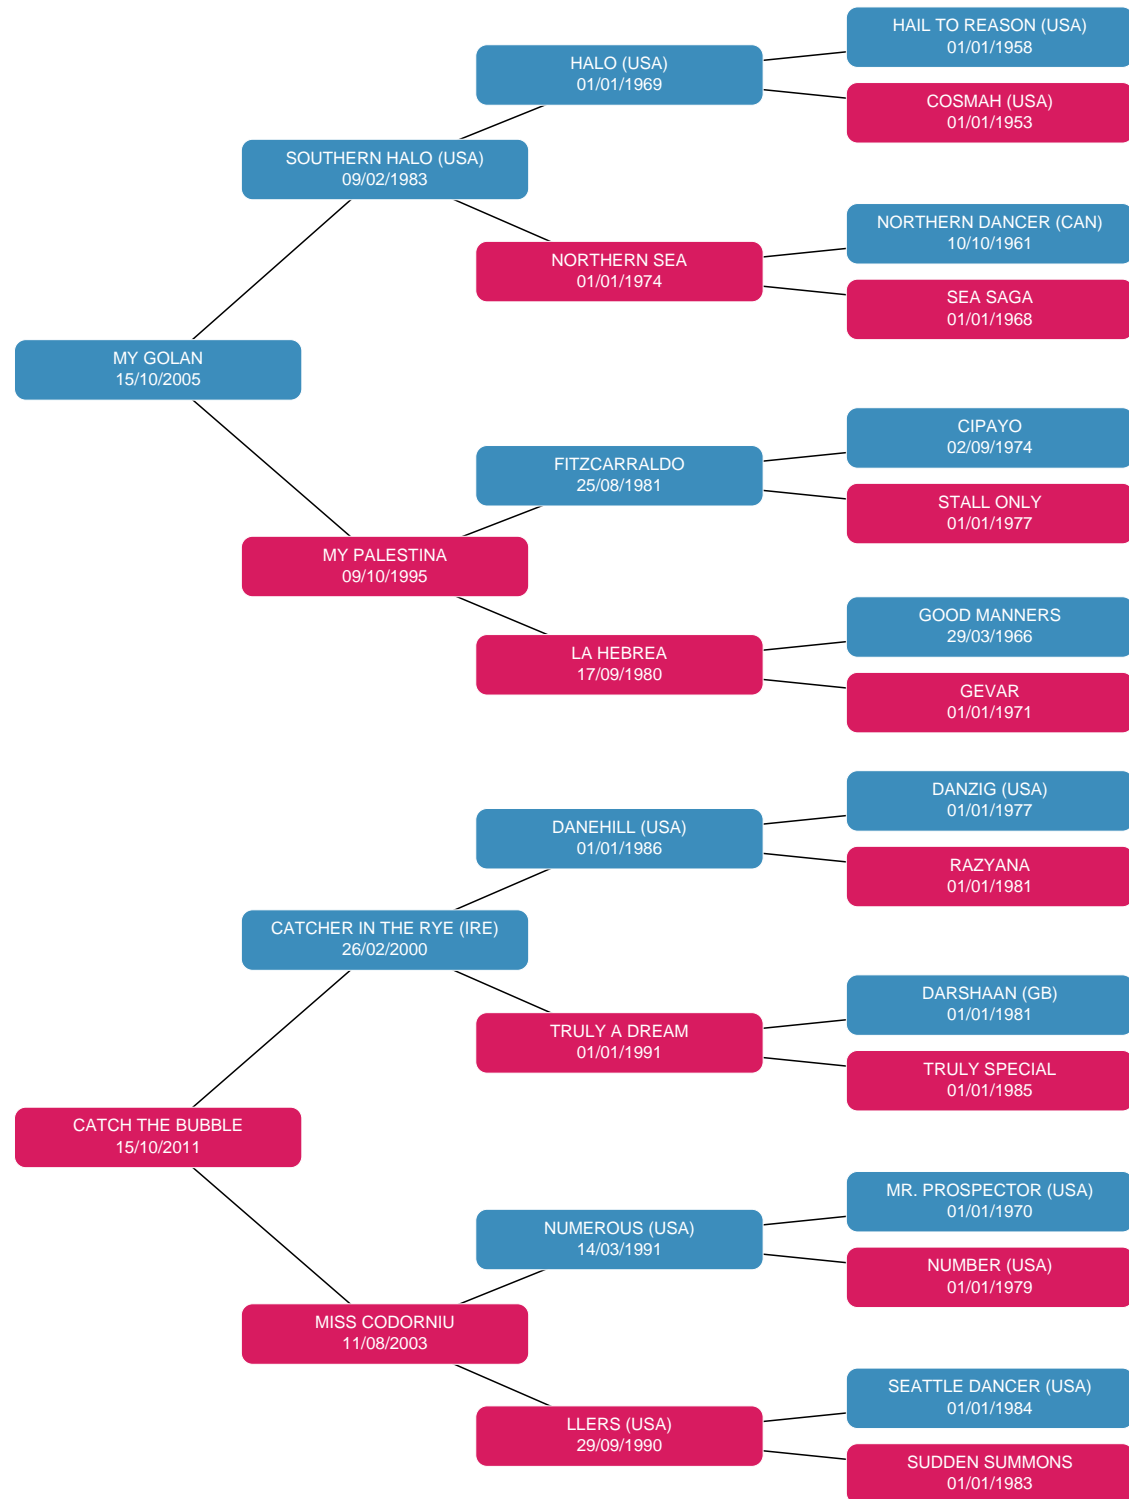 HAIL TO REASON (USA)
01/01/1958
HALO (USA)
01/01/1969
COSMAH (USA)
01/01/1953
SOUTHERN HALO (USA)
09/02/1983
NORTHERN DANCER (CAN)
10/10/1961
NORTHERN SEA
01/01/1974
SEA SAGA
01/01/1968
MY GOLAN
15/10/2005
CIPAYO
02/09/1974
FITZCARRALDO
25/08/1981
STALL ONLY
01/01/1977
MY PALESTINA
09/10/1995
GOOD MANNERS
29/03/1966
LA HEBREA
17/09/1980
GEVAR
01/01/1971
DANZIG (USA)
01/01/1977
DANEHILL (USA)
01/01/1986
RAZYANA
01/01/1981
CATCHER IN THE RYE (IRE)
26/02/2000
DARSHAAN (GB)
01/01/1981
TRULY A DREAM
01/01/1991
TRULY SPECIAL
01/01/1985
CATCH THE BUBBLE
15/10/2011
MR. PROSPECTOR (USA)
01/01/1970
NUMEROUS (USA)
14/03/1991
NUMBER (USA)
01/01/1979
MISS CODORNIU
11/08/2003
SEATTLE DANCER (USA)
01/01/1984
LLERS (USA)
29/09/1990
SUDDEN SUMMONS
01/01/1983